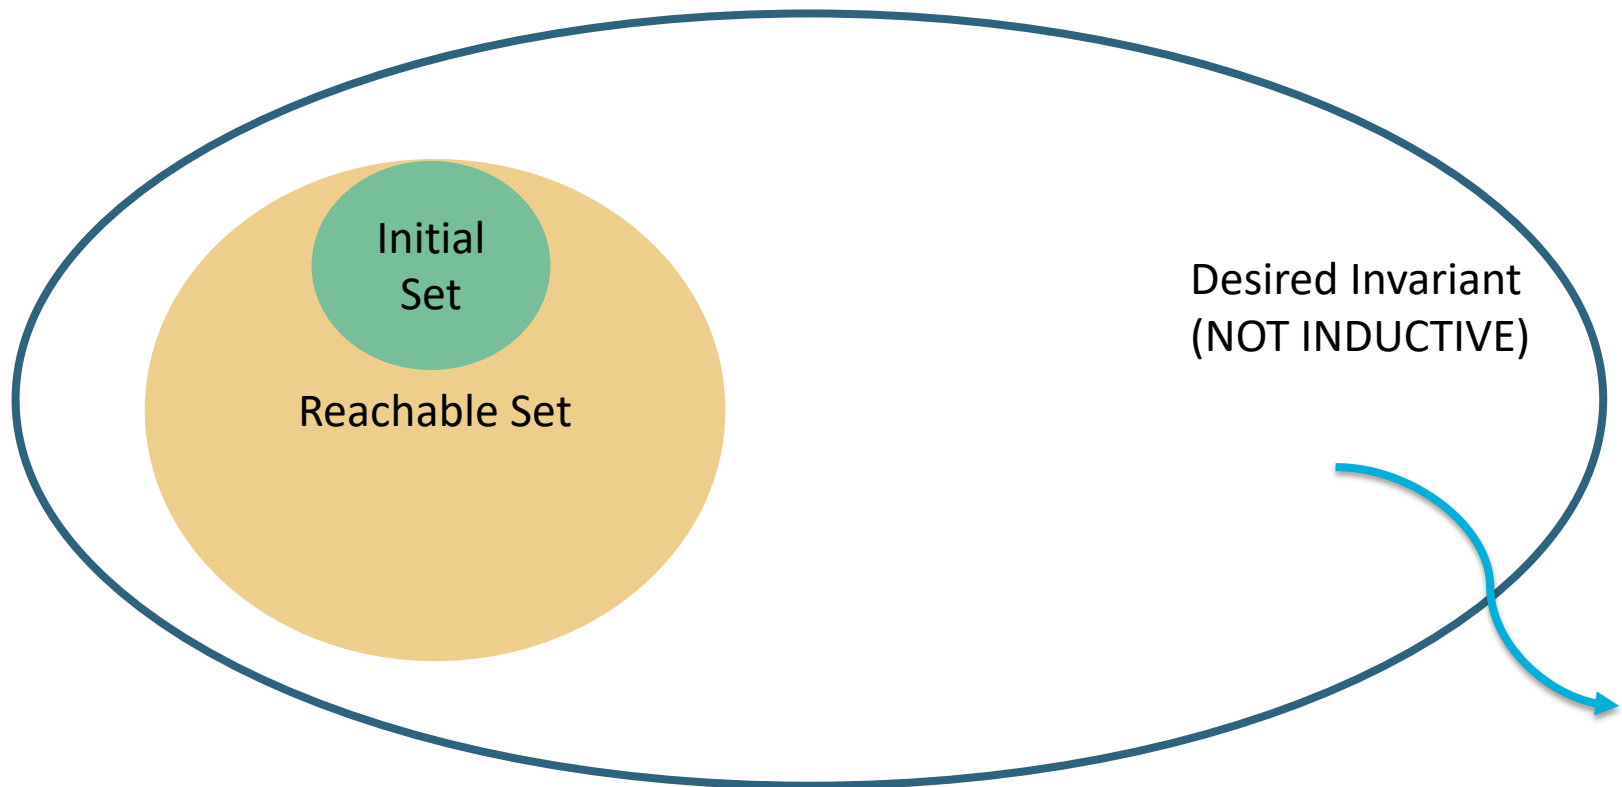 Initial
Set
Reachable Set
Desired Invariant
(NOT INDUCTIVE)